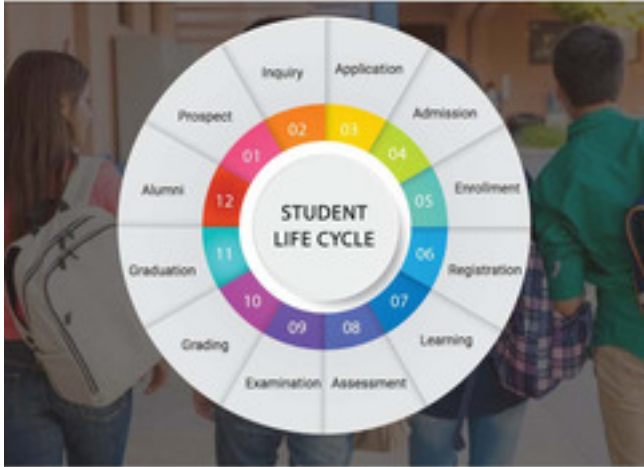 STUDENT
LIFE CYCLE
01
Prospect
02
Inquiry
03
Application
04
Admission
05
Enrollment
06
Registration
07
Learning
08
Assessment
09
Examination
10
Grading
11
Graduation
12
Alumni